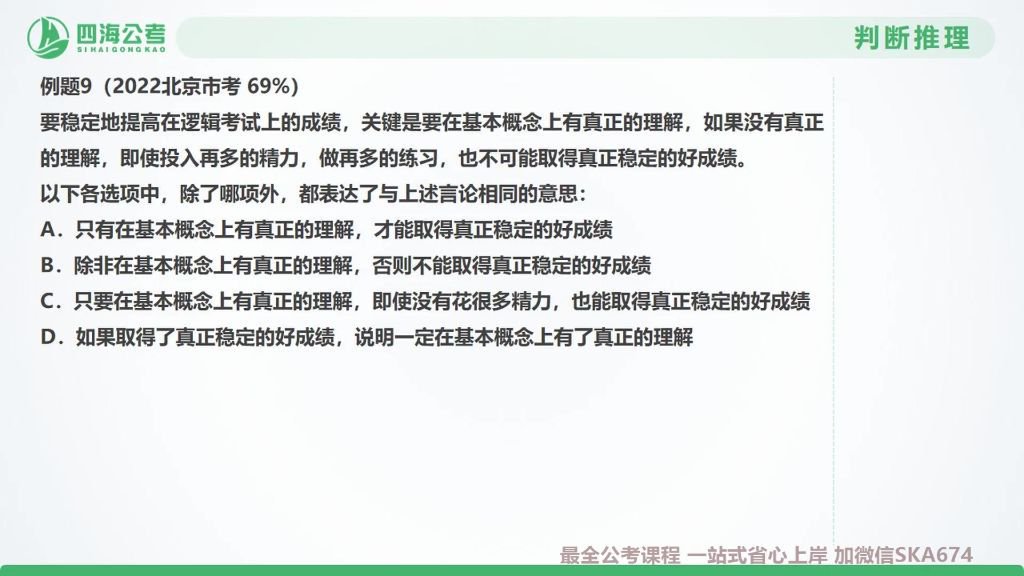 四海公考
SIHAIGONGKAO
判断推理
例题9（2022北京市考 69%）
要稳定地提高在逻辑考试上的成绩，关键是要在基本概念上有真正的理解，如果没有真正
的理解，即使投入再多的精力，做再多的练习，也不可能取得真正稳定的好成绩。
以下各选项中，除了哪项外，都表达了与上述言论相同的意思：
A．只有在基本概念上有真正的理解，才能取得真正稳定的好成绩
B．除非在基本概念上有真正的理解，否则不能取得真正稳定的好成绩
C．只要在基本概念上有真正的理解，即使没有花很多精力，也能取得真正稳定的好成绩
D．如果取得了真正稳定的好成绩，说明一定在基本概念上有了真正的理解
最全公考课程 一站式省心上岸 加微信SKA674